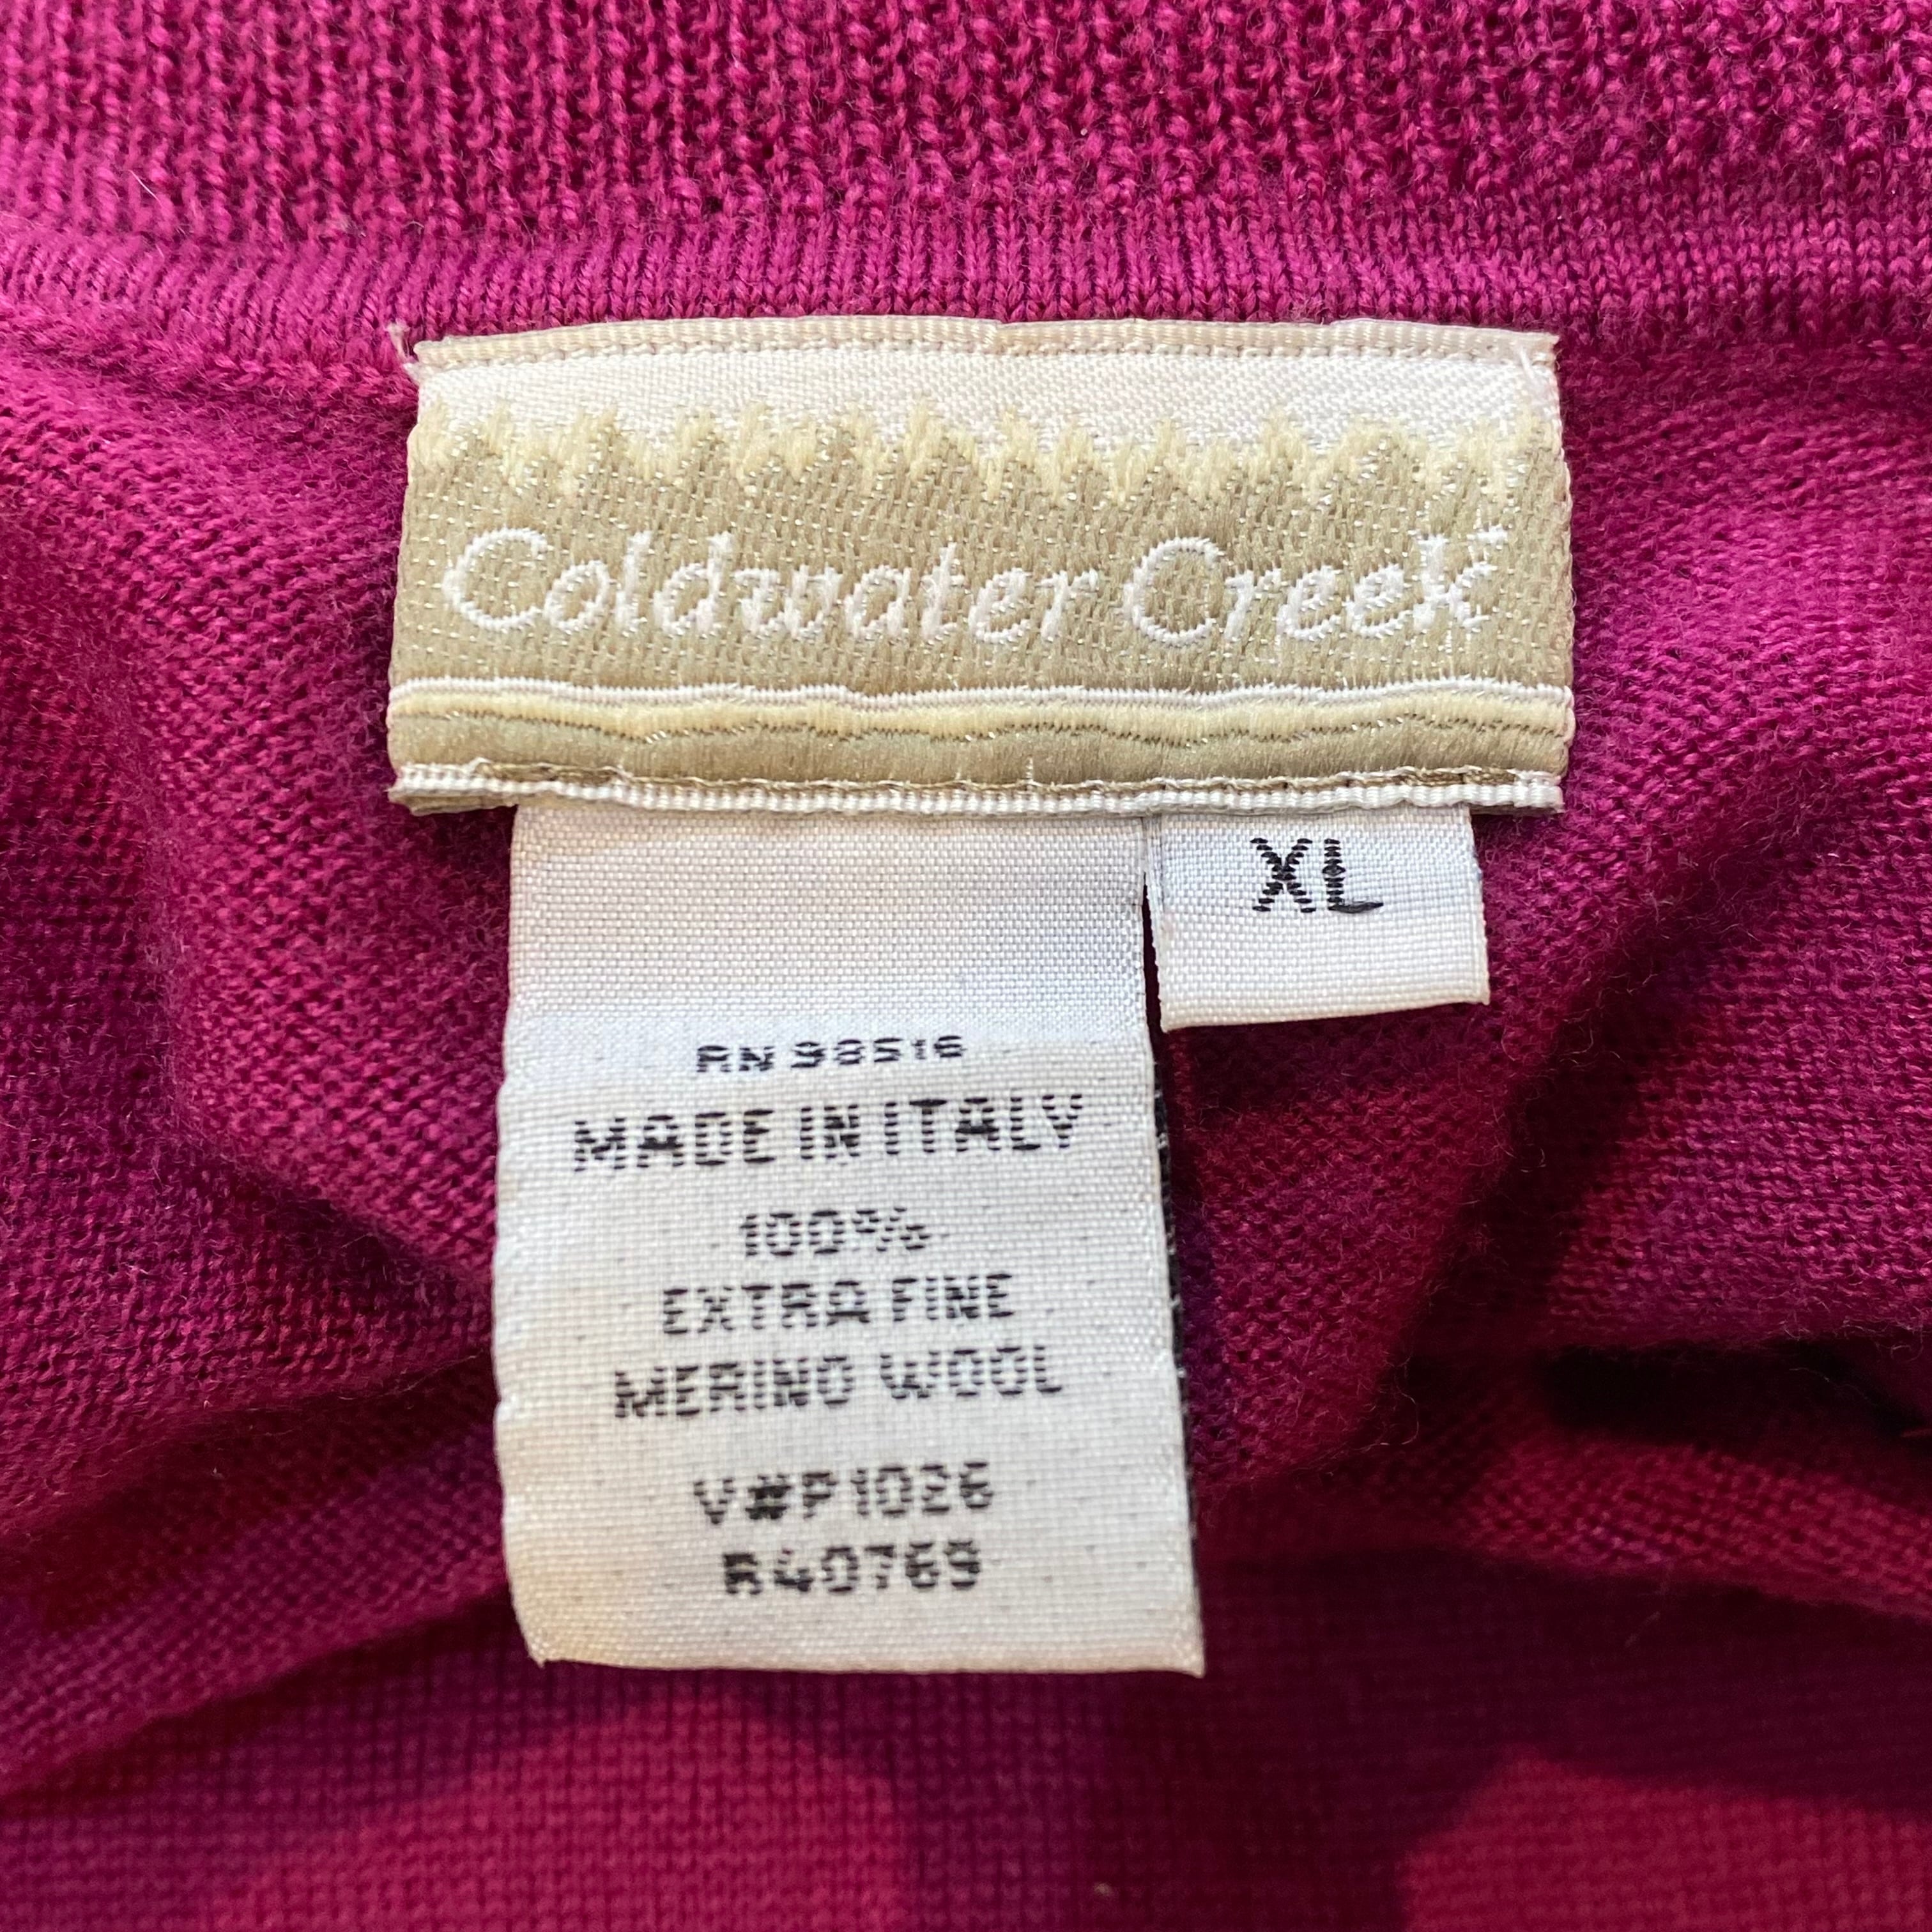 Coldwater Creek
XL
RN 98516
MADE IN ITALY
100%
EXTRA FINE
MERINO WOOL
V#P1026
R40769